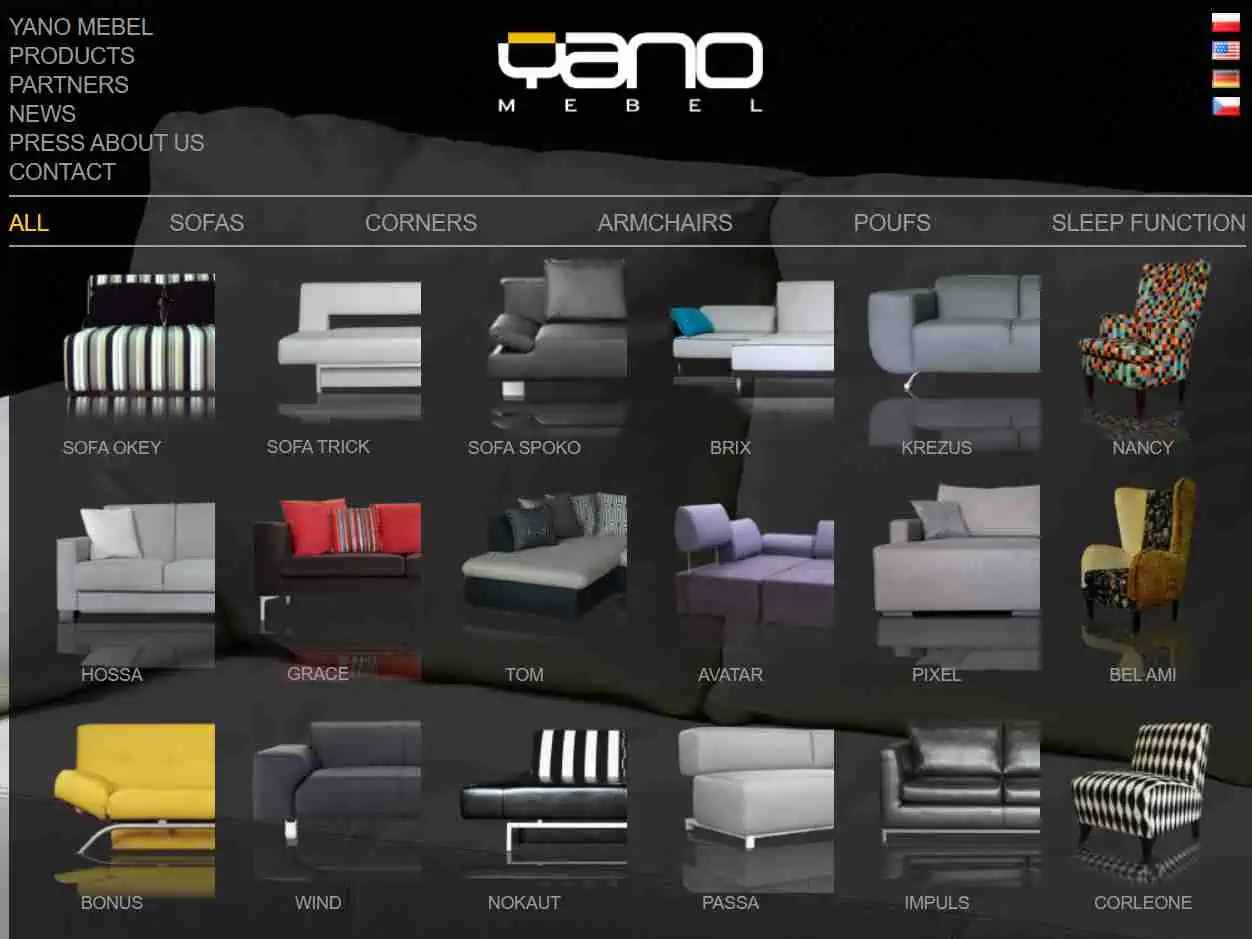 YANO MEBEL
PRODUCTS
PARTNERS
NEWS
PRESS ABOUT US
CONTACT
yano
MEBEL
ALL SOFAS CORNERS ARMCHAIRS POUFS SLEEP FUNCTION
SOFA OKEY SOFA TRICK SOFA SPOKO BRIX KREZUS NANCY
HOSSA GRACE TOM AVATAR PIXEL BEL AMI
BONUS WIND NOKAUT PASSA IMPULS CORLEONE